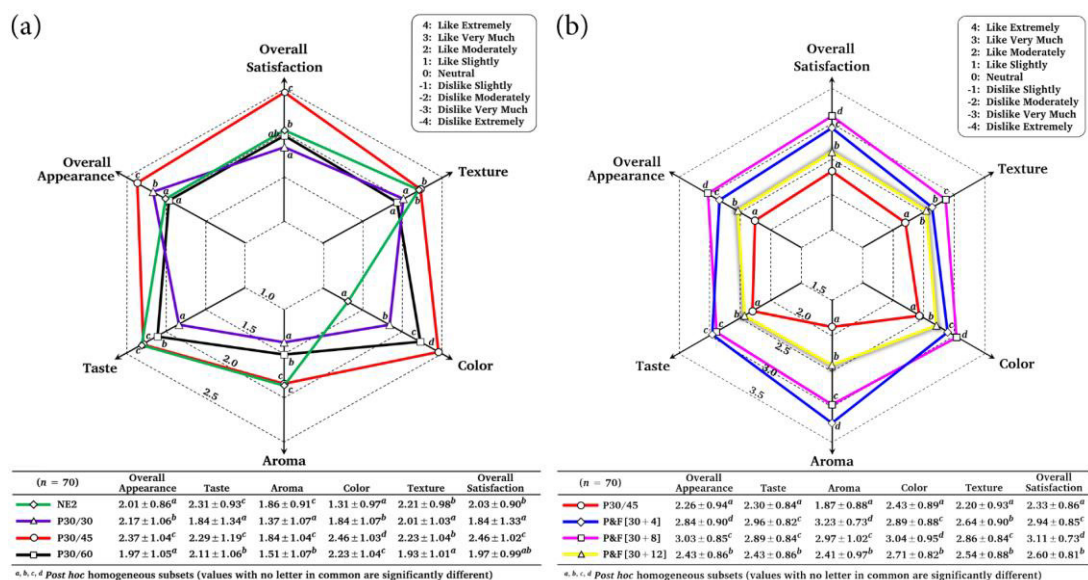 (a)
4: Like Extremely
3: Like Very Much
2: Like Moderately
1: Like Slightly
0: Neutral
-1: Dislike Slightly
-2: Dislike Moderately
-3: Dislike Very Much
-4: Dislike Extremely
Overall
Satisfaction
c
b
ab
a
Texture
a
b
a
b
Color
a
b
c
d
Aroma
a
b
c
c
Taste
c
c
b
a
Overall
Appearance
c
b
a
a
1.0
1.5
2.0
2.5
(n = 70) Overall Appearance Taste Aroma Color Texture Overall Satisfaction
NE2 2.01 ± 0.86a 2.31 ± 0.93c 1.86 ± 0.91c 1.31 ± 0.97a 2.21 ± 0.98b 2.03 ± 0.90b
P30/30 2.17 ± 1.06b 1.84 ± 1.34a 1.37 ± 1.07a 1.84 ± 1.07b 2.01 ± 1.03a 1.84 ± 1.33a
P30/45 2.37 ± 1.04c 2.29 ± 1.19c 1.84 ± 1.04c 2.46 ± 1.03d 2.23 ± 1.04b 2.46 ± 1.02c
P30/60 1.97 ± 1.05a 2.11 ± 1.06b 1.51 ± 1.07b 2.23 ± 1.04c 1.93 ± 1.01a 1.97 ± 0.99ab
a, b, c, d Post hoc homogeneous subsets (values with no letter in common are significantly different)
(b)
4: Like Extremely
3: Like Very Much
2: Like Moderately
1: Like Slightly
0: Neutral
-1: Dislike Slightly
-2: Dislike Moderately
-3: Dislike Very Much
-4: Dislike Extremely
Overall
Satisfaction
d
c
b
a
Texture
a
b
b
c
Color
a
b
c
d
Aroma
a
b
c
d
Taste
a
b
c
c
Overall
Appearance
d
c
b
a
1.5
2.0
2.5
3.0
3.5
(n = 70) Overall Appearance Taste Aroma Color Texture Overall Satisfaction
P30/45 2.26 ± 0.94a 2.30 ± 0.84a 1.87 ± 0.88a 2.43 ± 0.89a 2.20 ± 0.93a 2.33 ± 0.86a
P&F[30 + 4] 2.84 ± 0.90d 2.96 ± 0.82c 3.23 ± 0.73d 2.89 ± 0.88c 2.64 ± 0.90b 2.94 ± 0.85c
P&F[30 + 8] 3.03 ± 0.85c 2.89 ± 0.84c 2.97 ± 1.02c 3.04 ± 0.95d 2.86 ± 0.84c 3.11 ± 0.73d
P&F[30 + 12] 2.43 ± 0.83b 2.43 ± 0.86b 2.41 ± 0.97b 2.71 ± 0.82b 2.54 ± 0.88b 2.60 ± 0.81b
a, b, c, d Post hoc homogeneous subsets (values with no letter in common are significantly different)